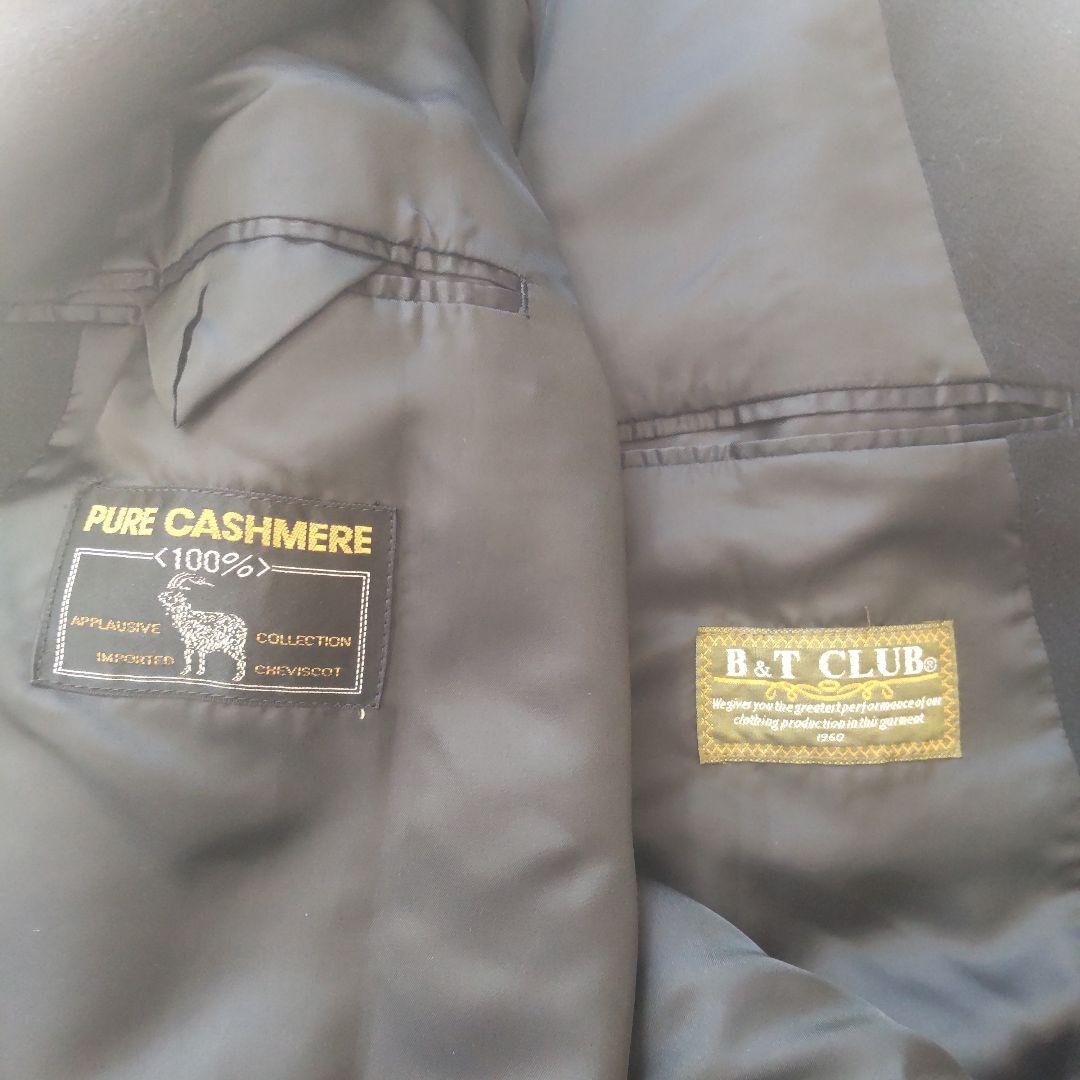 PURE CASHMERE
<100%>
APPLAUSIVE COLLECTION
IMPORTED CHEVISCOT
B & T CLUB®
We gives you the greatest performance of our
clothing production in this garment
1960